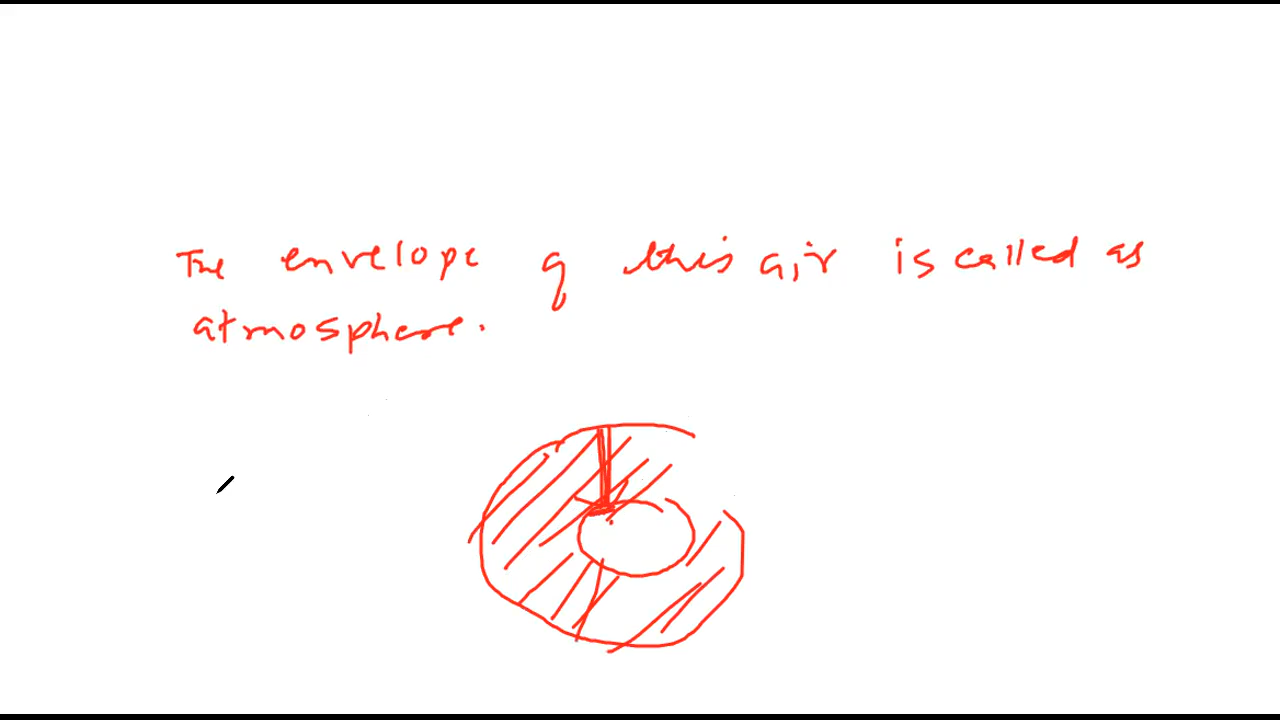 The envelope of this air is called as
atmosphere.